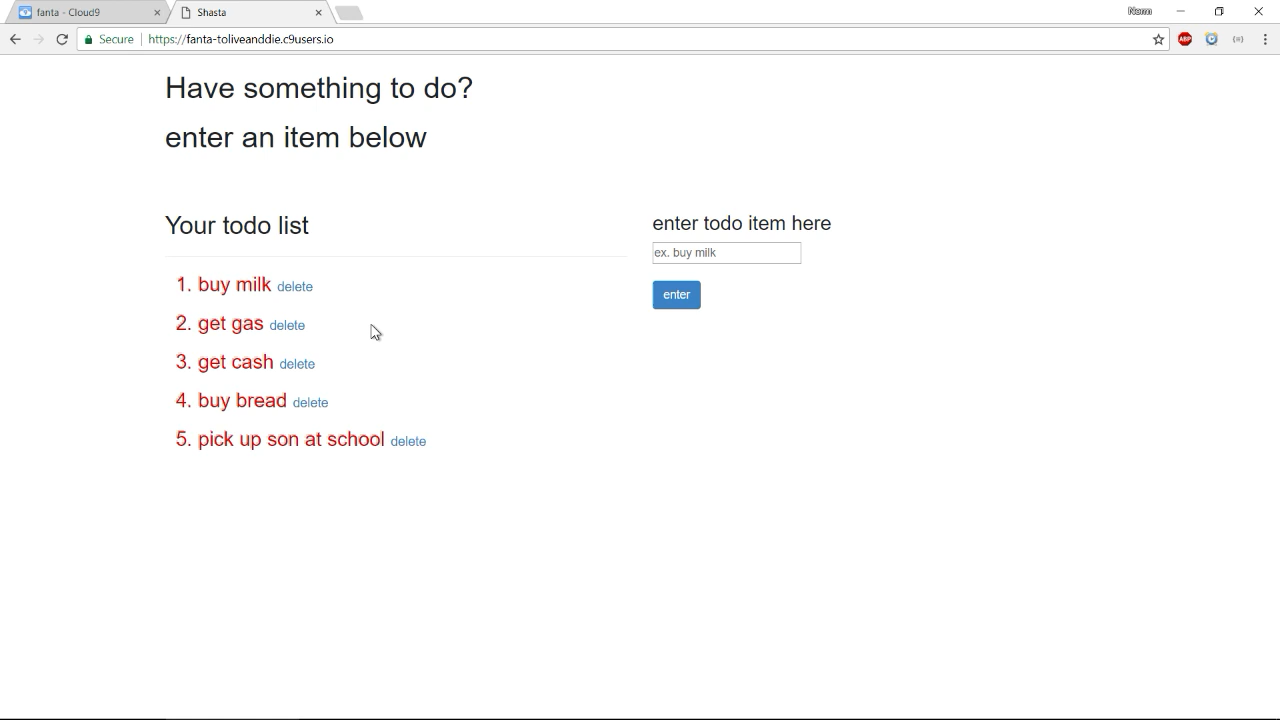 fanta - Cloud9
Shasta
Norm
Secure
https://fanta-toliveanddie.c9users.io
ABP
Have something to do?
enter an item below
Your todo list
1. buy milk delete
2. get gas delete
3. get cash delete
4. buy bread delete
5. pick up son at school delete
enter todo item here
ex. buy milk
enter